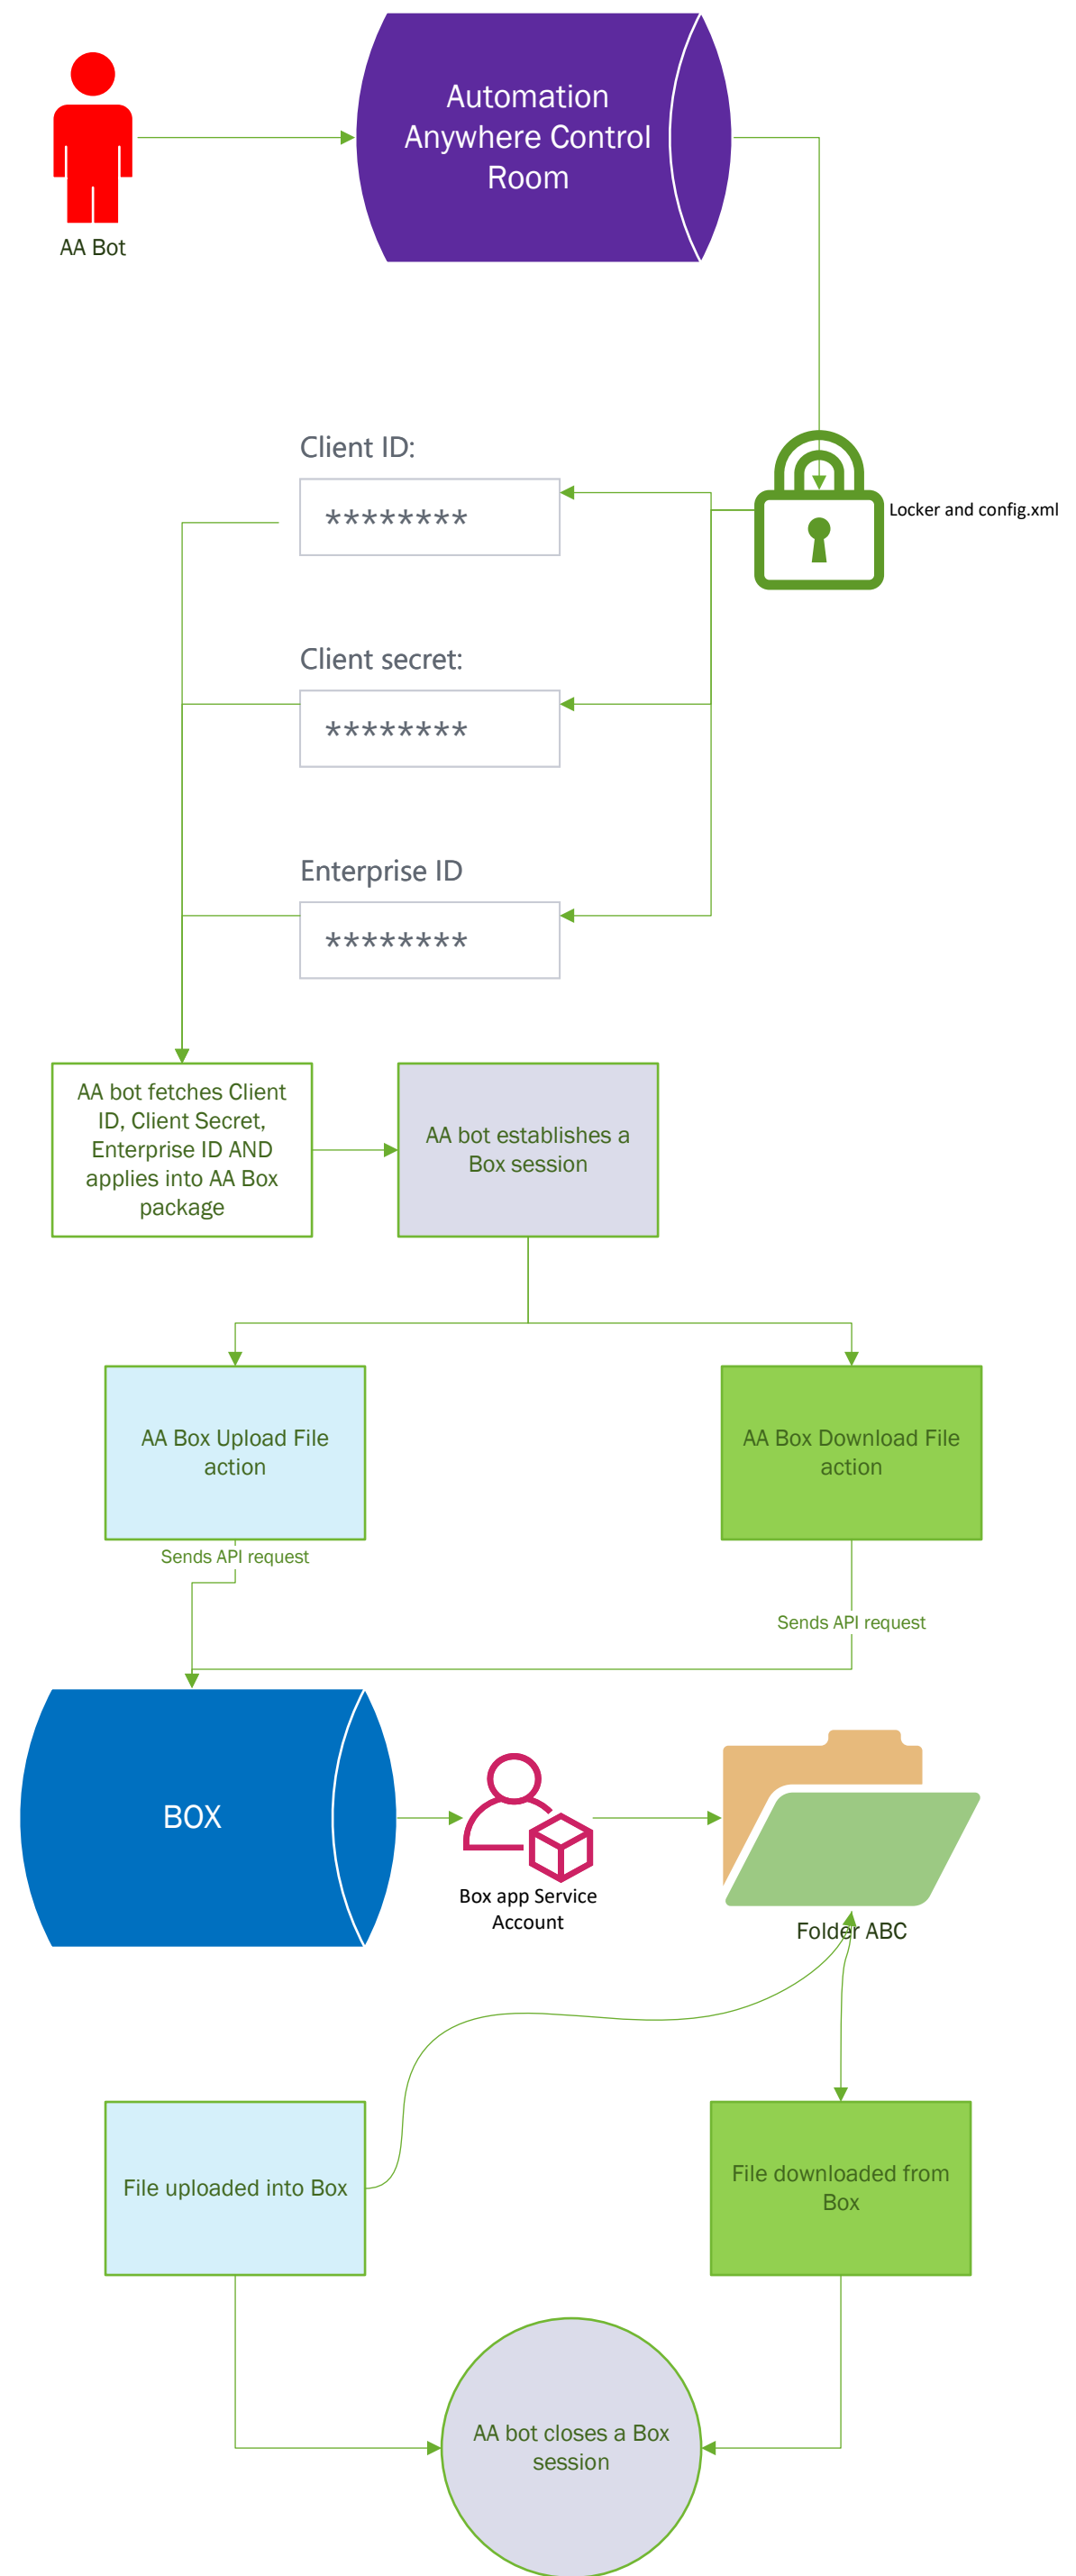 Automation
Anywhere Control
Room
AA Bot
Client ID:
********
Locker and config.xml
Client secret:
********
Enterprise ID
********
AA bot fetches Client
ID, Client Secret,
Enterprise ID AND
applies into AA Box
package
AA bot establishes a
Box session
AA Box Upload File
action
AA Box Download File
action
Sends API request
Sends API request
BOX
Box app Service
Account
Folder ABC
File uploaded into Box
File downloaded from
Box
AA bot closes a Box
session